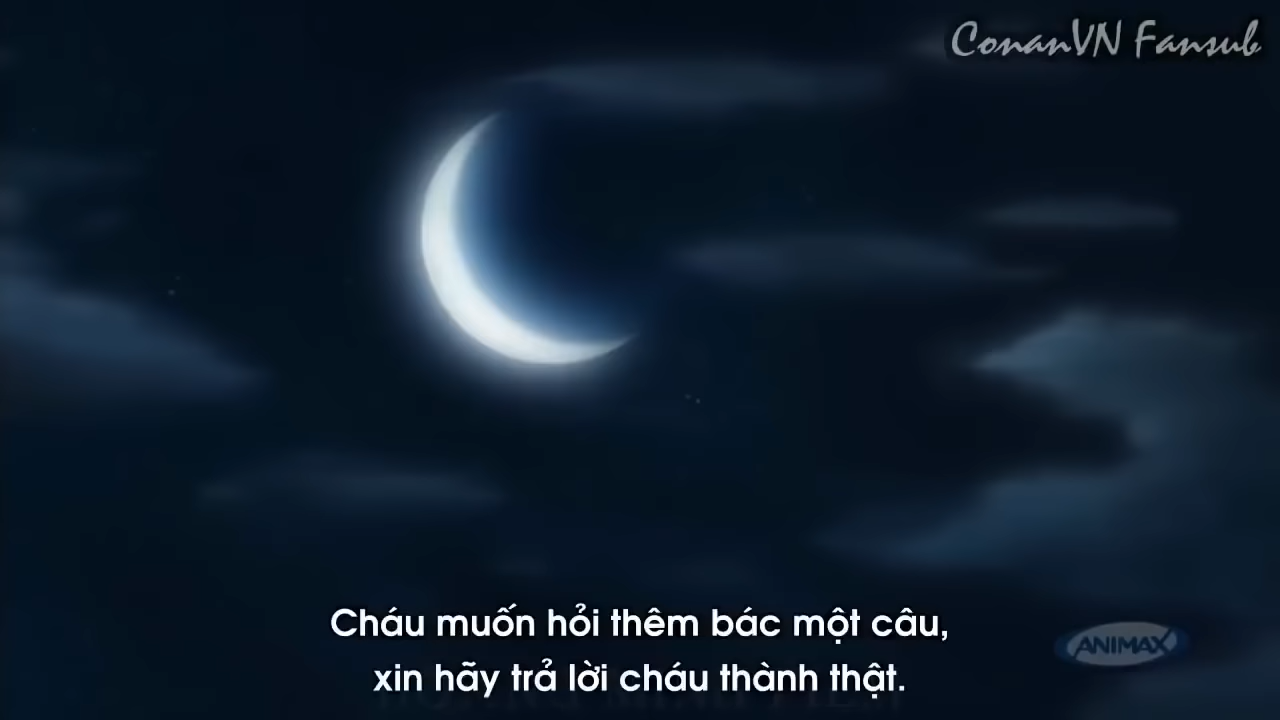 ConanVN Fansub
Cháu muốn hỏi thêm bác một câu,
xin hãy trả lời cháu thành thật.
ANIMAX